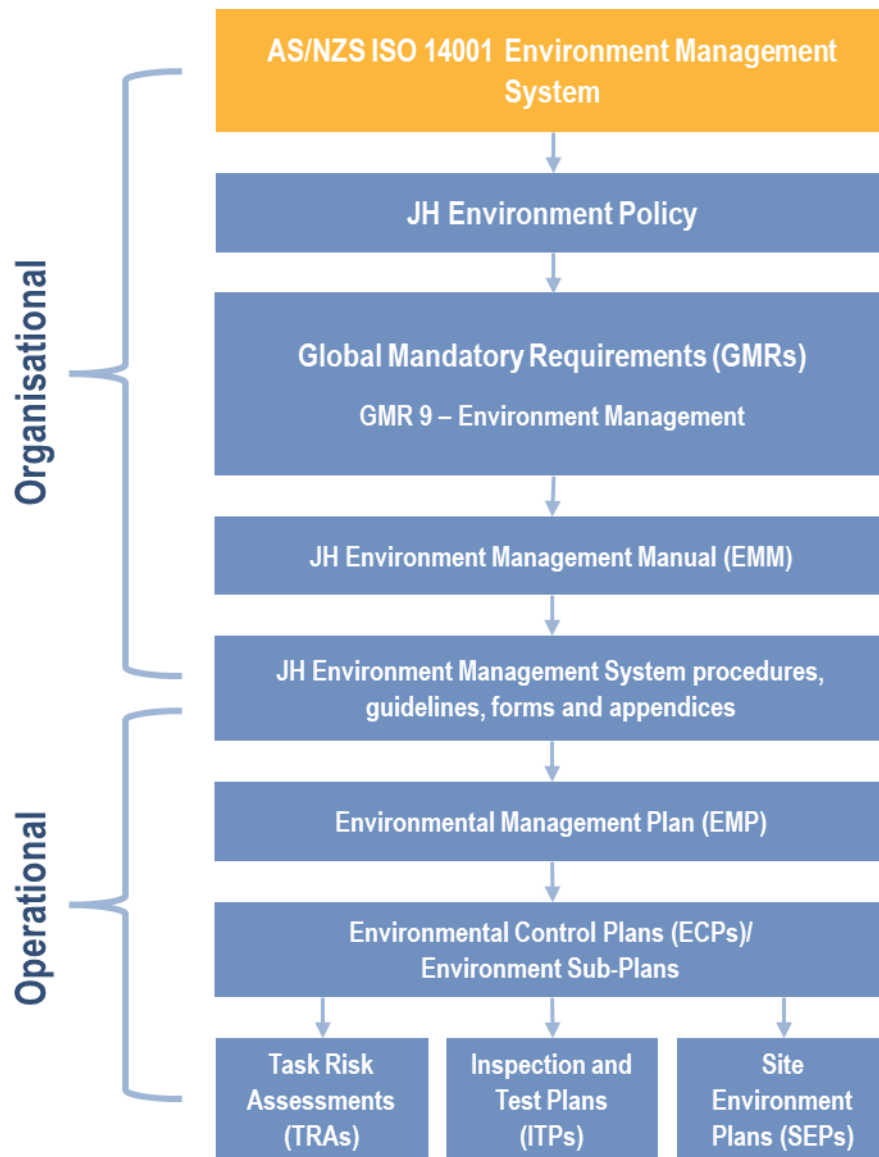 AS/NZS ISO 14001 Environment Management
System
JH Environment Policy
Organisational
Global Mandatory Requirements (GMRs)
GMR 9 – Environment Management
JH Environment Management Manual (EMM)
JH Environment Management System procedures,
guidelines, forms and appendices
Operational
Environmental Management Plan (EMP)
Environmental Control Plans (ECPs)/
Environment Sub-Plans
Task Risk
Assessments
(TRAs)
Inspection and
Test Plans
(ITPs)
Site
Environment
Plans (SEPs)